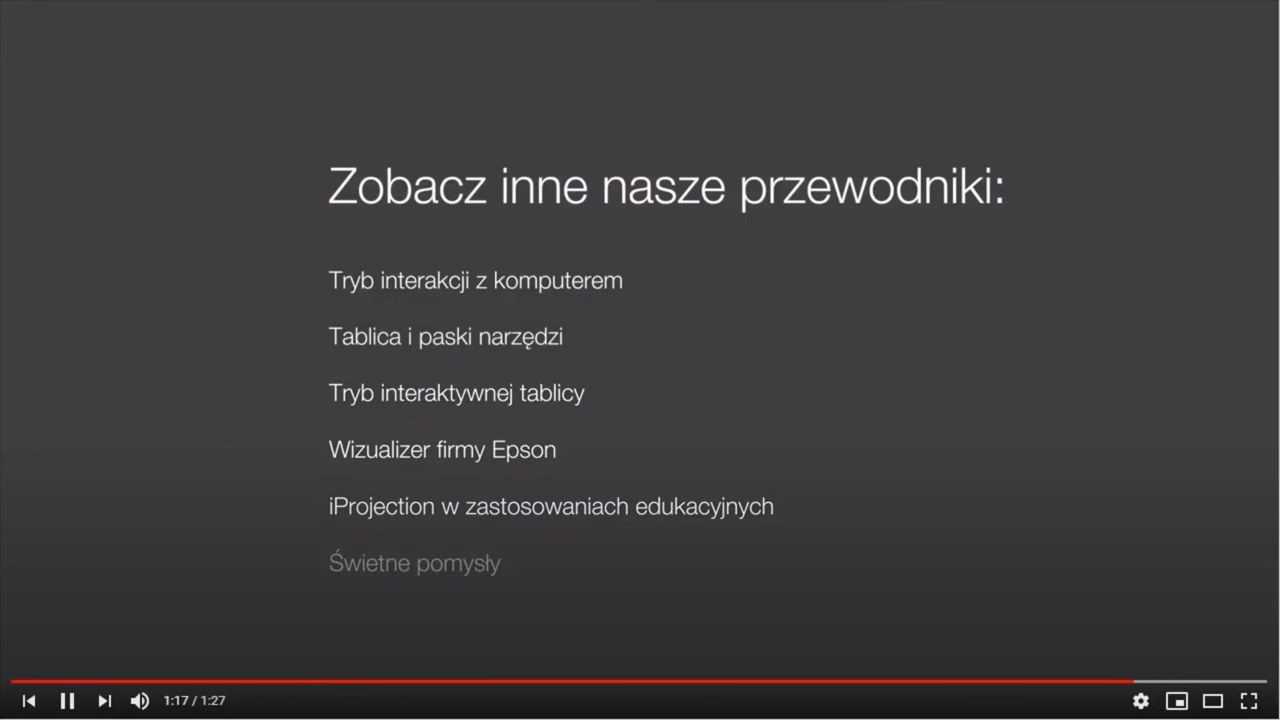 Zobacz inne nasze przewodniki:
Tryb interakcji z komputerem
Tablica i paski narzędzi
Tryb interaktywnej tablicy
Wizualizer firmy Epson
iProjection w zastosowaniach edukacyjnych
Świetne pomysły
1:17 / 1:27